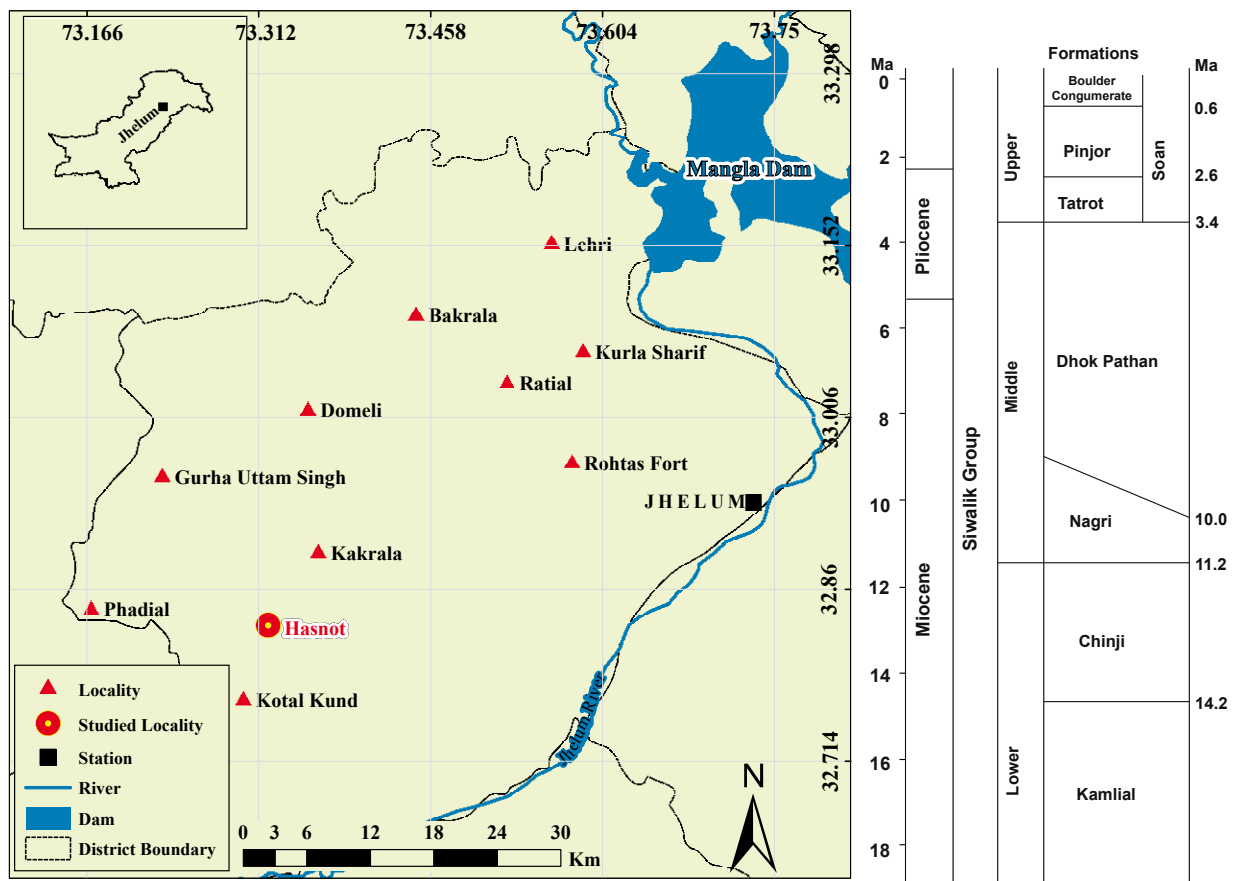 73.166
73.312
73.458
73.604
73.75
33.298
33.152
33.006
32.86
32.714
Jhelum
Mangla Dam
Lehri
Bakrala
Kurla Sharif
Ratial
Domeli
Rohtas Fort
Gurha Uttam Singh
JHELUM
Kakrala
Phadial
Hasnot
Kotal Kund
Jhelum River
Locality
Studied Locality
Station
River
Dam
District Boundary
0 3 6 12 18 24 30
Km
N
Formations
Ma
Ma
0
2
4
6
8
10
12
14
16
18
Pliocene
Miocene
Siwalik Group
Upper
Middle
Lower
Boulder
Congumerate
Pinjor
Tatrot
Soan
Dhok Pathan
Nagri
Chinji
Kamlial
0.6
2.6
3.4
10.0
11.2
14.2